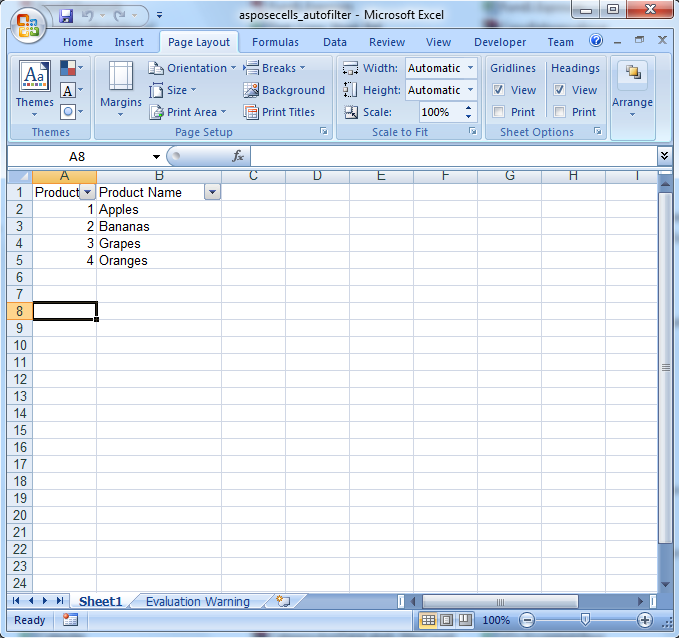 asposecells_autofilter - Microsoft Excel
Home Insert Page Layout Formulas Data Review View Developer Team
Aa Themes A Margins Orientation Breaks Width: Automatic Gridlines Headings Arrange
Size Background Height: Automatic View View
Print Area Print Titles Scale: 100% Print Print
Themes Page Setup Scale to Fit Sheet Options
A8 fx
A B C D E F G H I
1 Product Product Name
2 1 Apples
3 2 Bananas
4 3 Grapes
5 4 Oranges
6
7
8
9
10
11
12
13
14
15
16
17
18
19
20
21
22
23
24
Sheet1 Evaluation Warning
Ready 100%